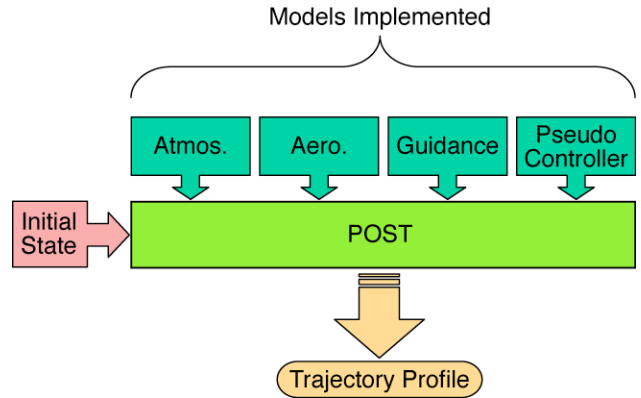 Models Implemented
Atmos.
Aero.
Guidance
Pseudo
Controller
Initial
State
POST
Trajectory Profile